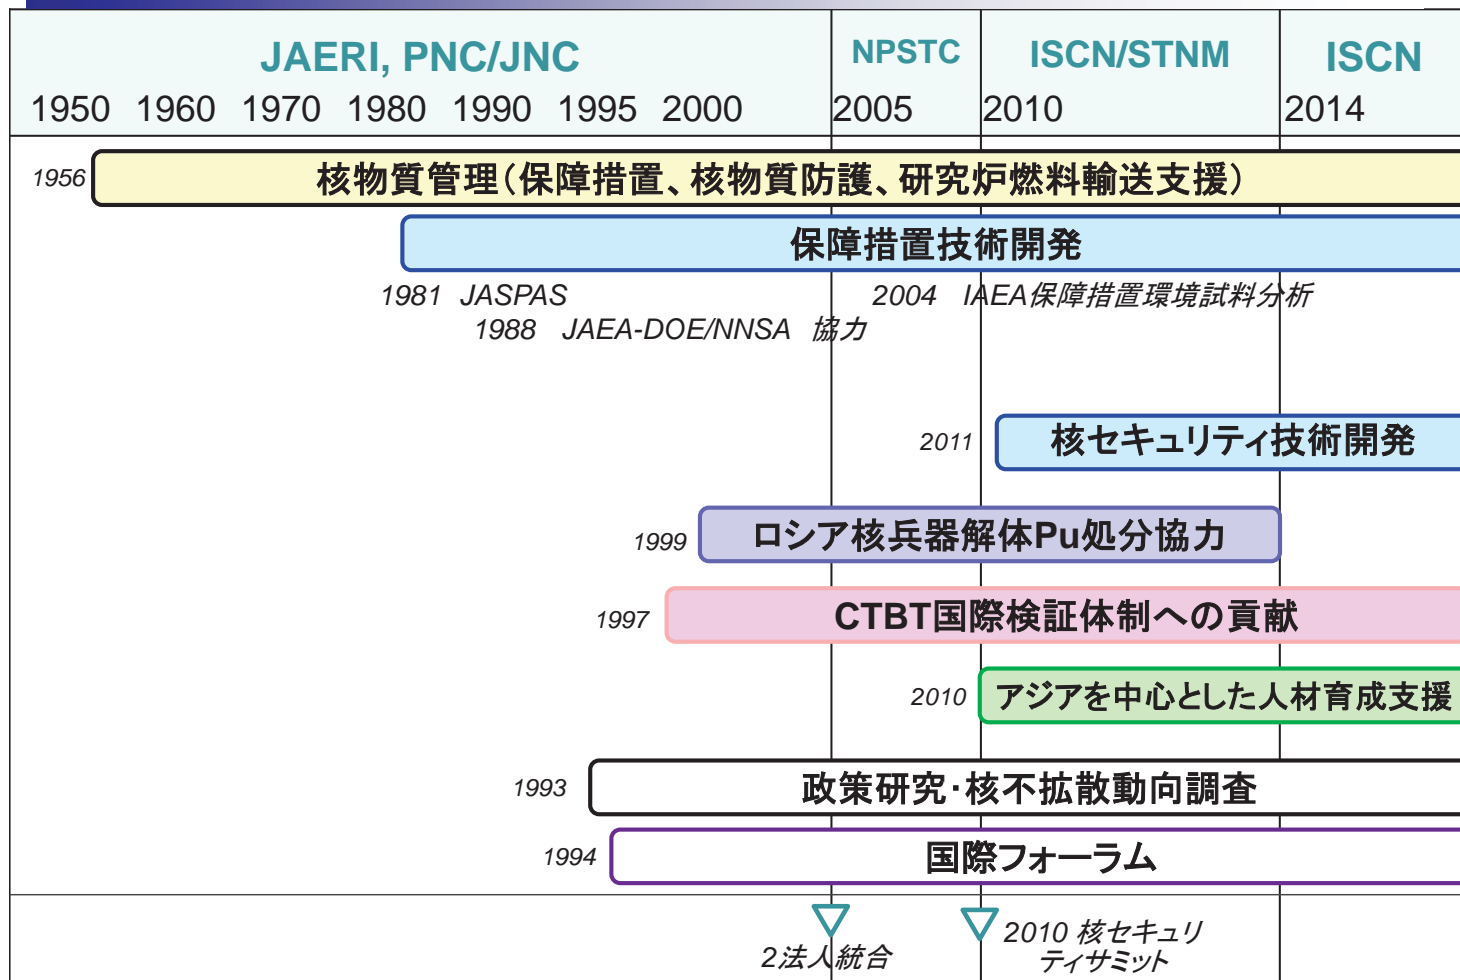 JAERI, PNC/JNC NPSTC ISCN/STNM ISCN
1950 1960 1970 1980 1990 1995 2000 2005 2010 2014
1956 核物質管理(保障措置、核物質防護、研究炉燃料輸送支援)
保障措置技術開発
1981 JASPAS 2004 IAEA保障措置環境試料分析
1988 JAEA-DOE/NNSA 協力
2011 核セキュリティ技術開発
1999 ロシア核兵器解体Pu処分協力
1997 CTBT国際検証体制への貢献
2010 アジアを中心とした人材育成支援
1993 政策研究・核不拡散動向調査
1994 国際フォーラム
2法人統合
2010 核セキュリ
ティサミット